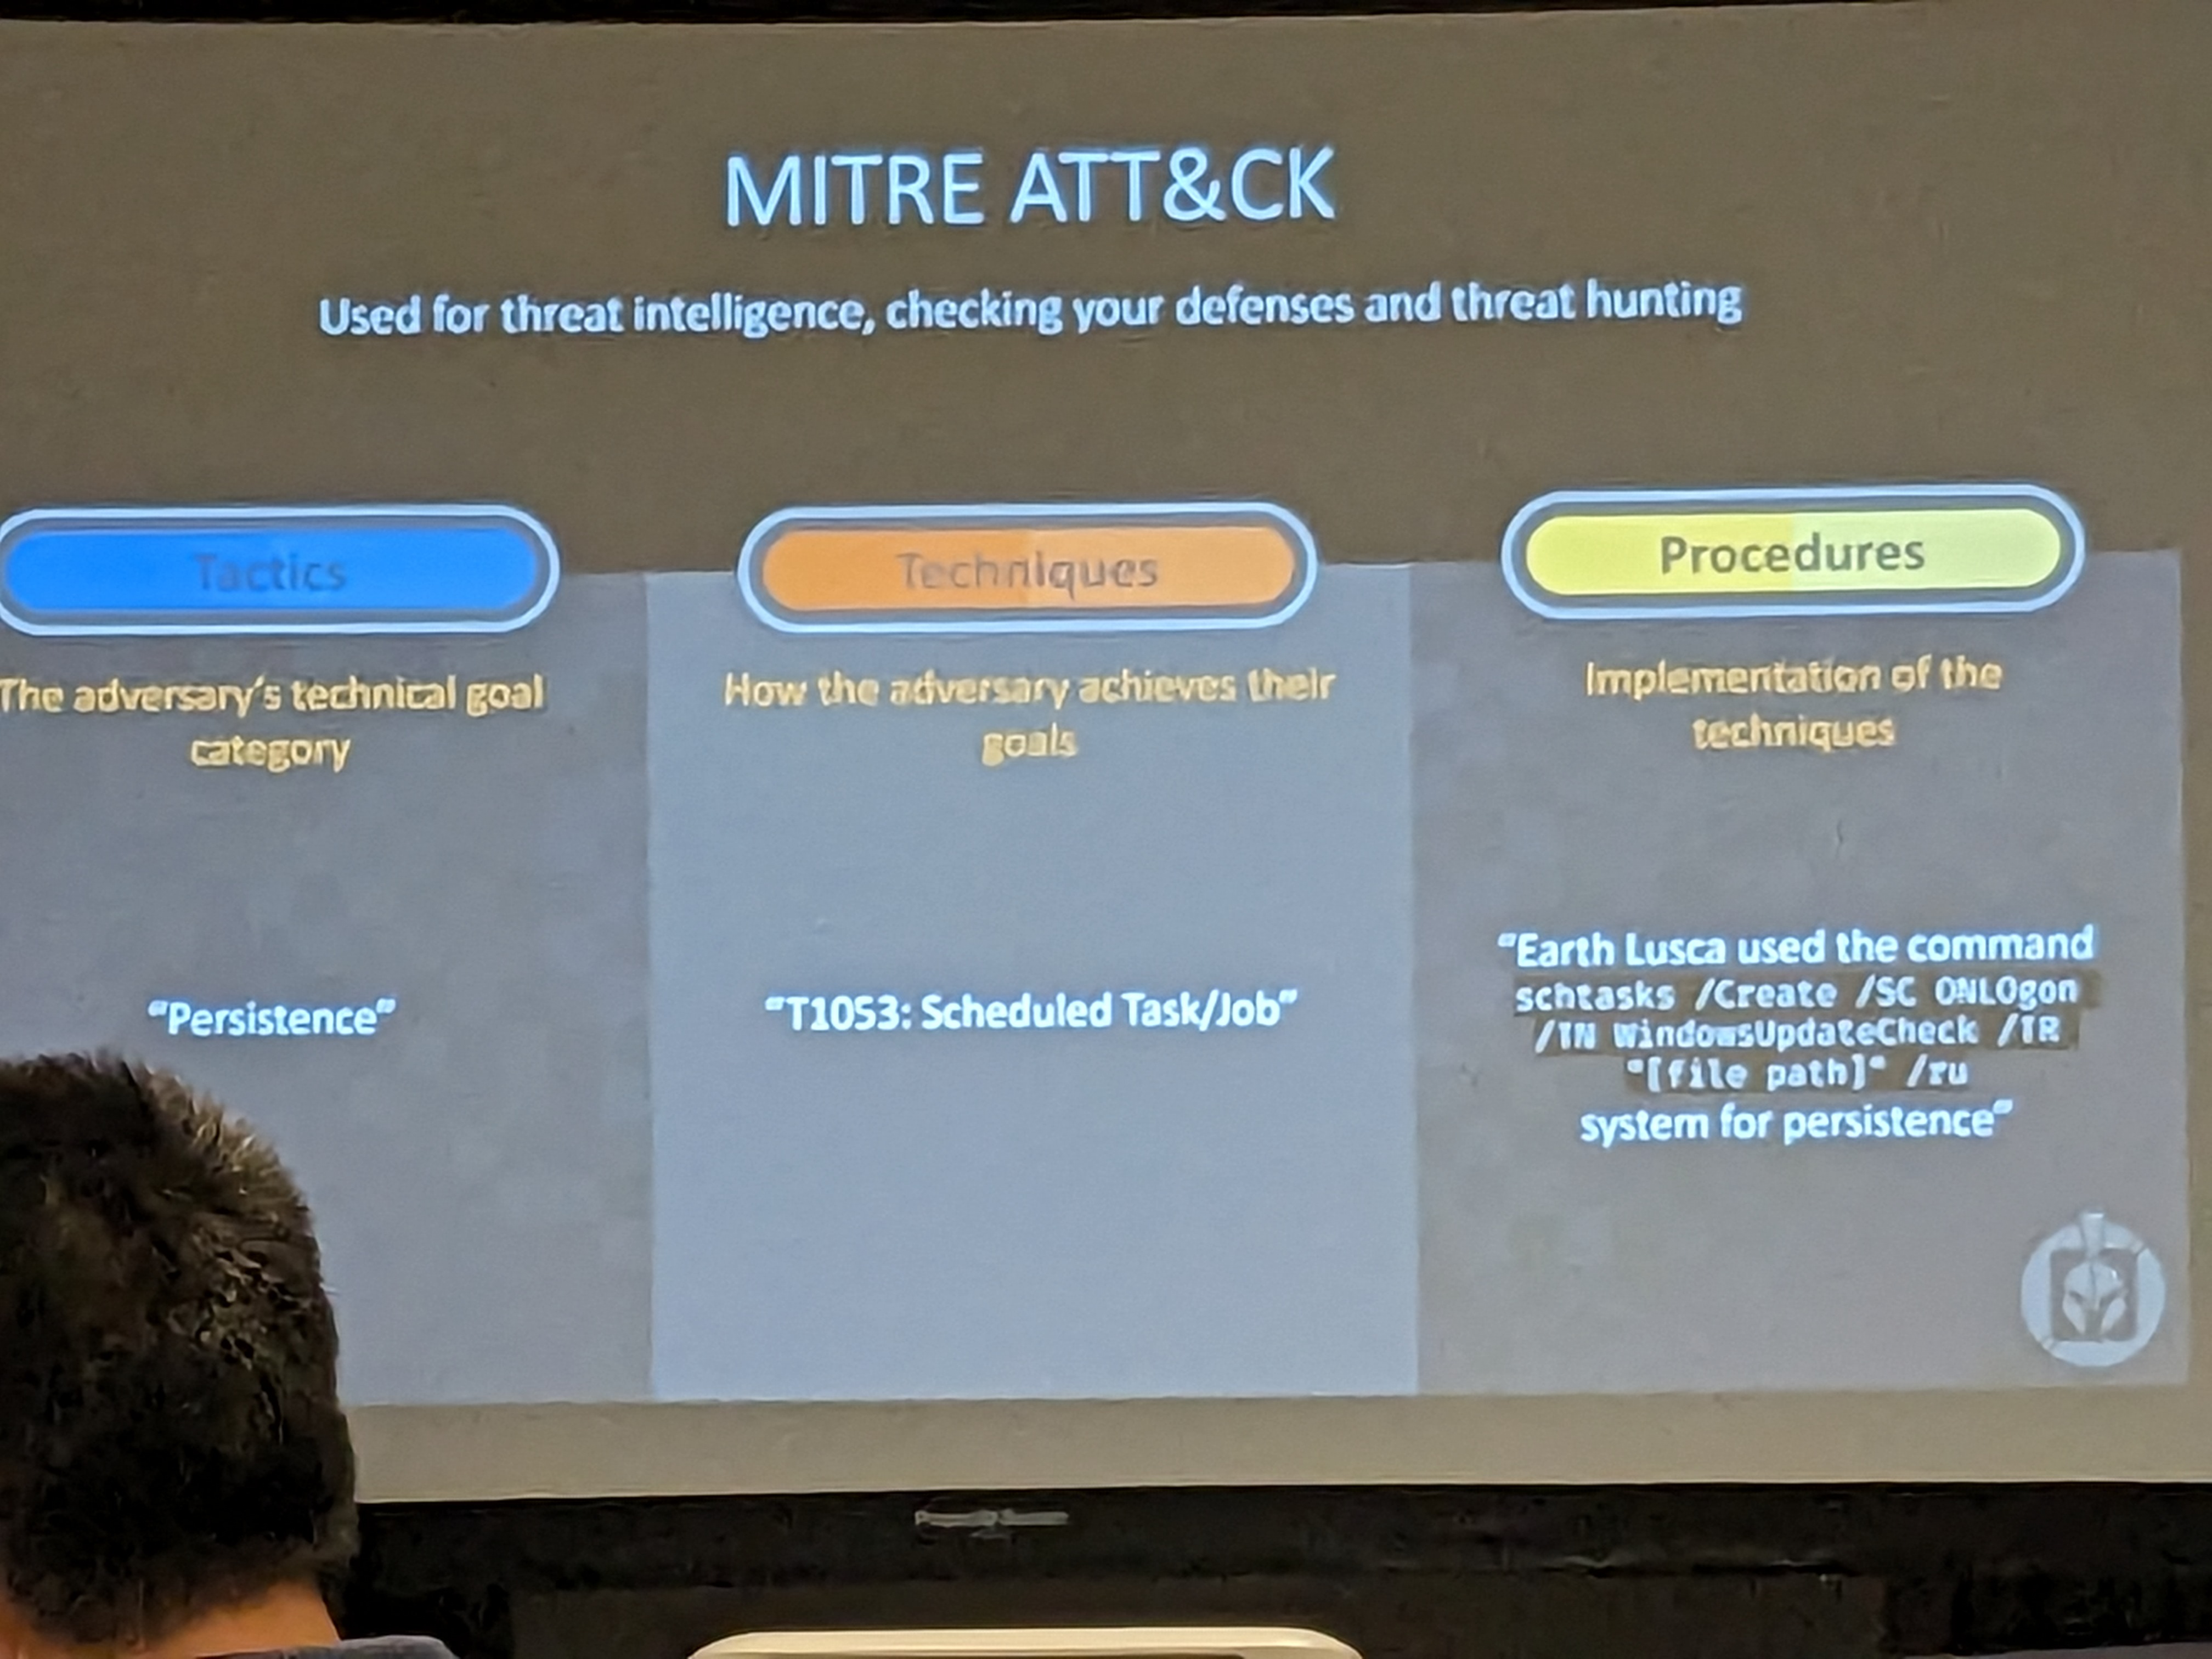 MITRE ATT&CK
Used for threat intelligence, checking your defenses and threat hunting
Tactics
The adversary's technical goal
category
"Persistence"
Techniques
How the adversary achieves their
goals
"T1053: Scheduled Task/Job"
Procedures
Implementation of the
techniques
"Earth Lusca used the command
schtasks /Create /SC ONLOgon
/TN WindowsUpdateCheck /TR
"[file path]" /ru
system for persistence"